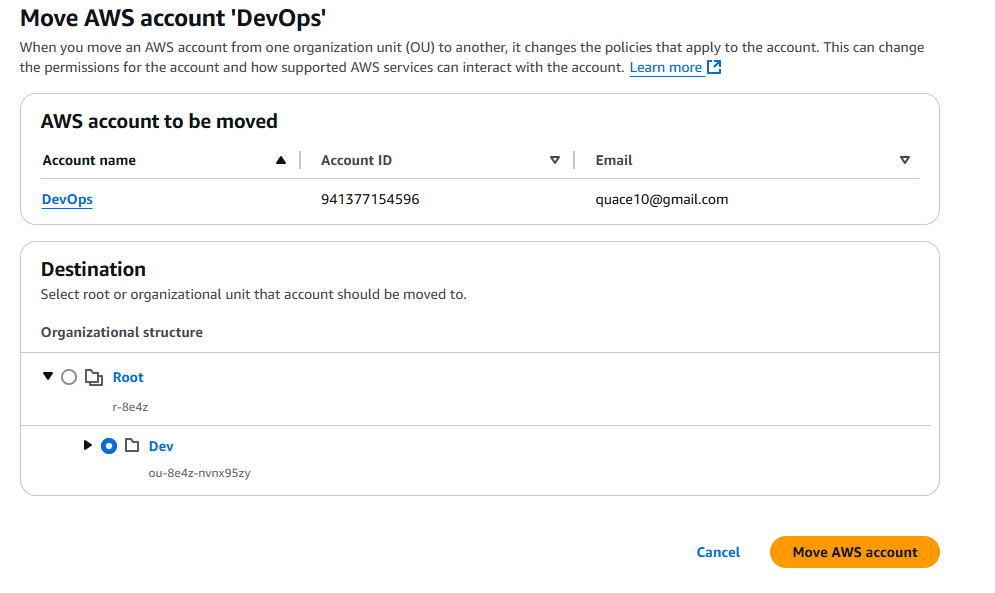 Move AWS account 'DevOps'
When you move an AWS account from one organization unit (OU) to another, it changes the policies that apply to the account. This can change
the permissions for the account and how supported AWS services can interact with the account. Learn more
AWS account to be moved
Account name Account ID Email
DevOps 941377154596 quace10@gmail.com
Destination
Select root or organizational unit that account should be moved to.
Organizational structure
Root
r-8e4z
Dev
ou-8e4z-nvnx95zy
Cancel Move AWS account